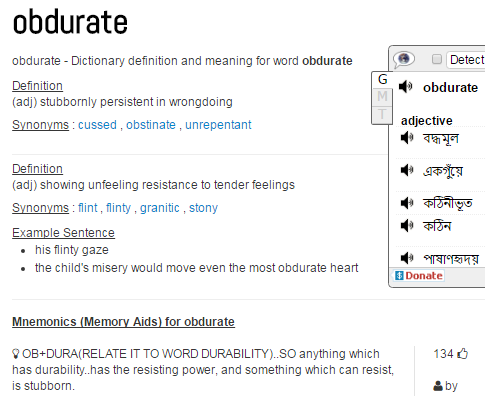 obdurate
obdurate - Dictionary definition and meaning for word obdurate
Definition
(adj) stubbornly persistent in wrongdoing
Synonyms : cussed , obstinate , unrepentant
Definition
(adj) showing unfeeling resistance to tender feelings
Synonyms : flint , flinty , granitic , stony
Example Sentence
his flinty gaze
the child's misery would move even the most obdurate heart
Mnemonics (Memory Aids) for obdurate
OB+DURA(RELATE IT TO WORD DURABILITY)..SO anything which
has durability..has the resisting power, and something which can resist,
is stubborn.
134
by
Detect
G
M
T
obdurate
adjective
বদ্ধমূল
একগুঁয়ে
কঠিনীভূত
কঠিন
পাষাণহৃদয়
Donate